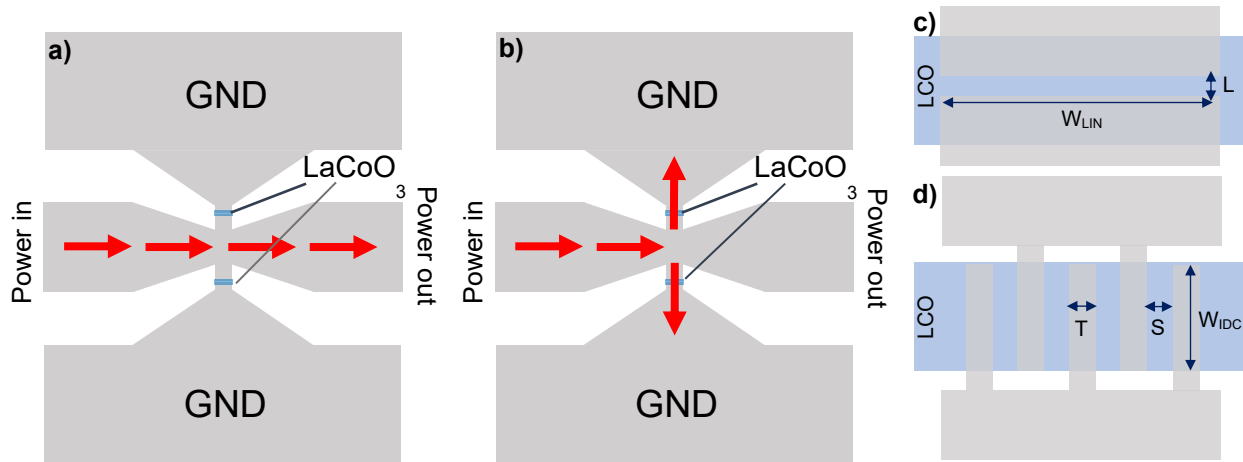 a)
GND
LaCoO
3
Power in
Power out
GND
b)
GND
LaCoO
3
Power in
Power out
GND
c)
LCO
L
WLIN
d)
LCO
T
S
WIDC